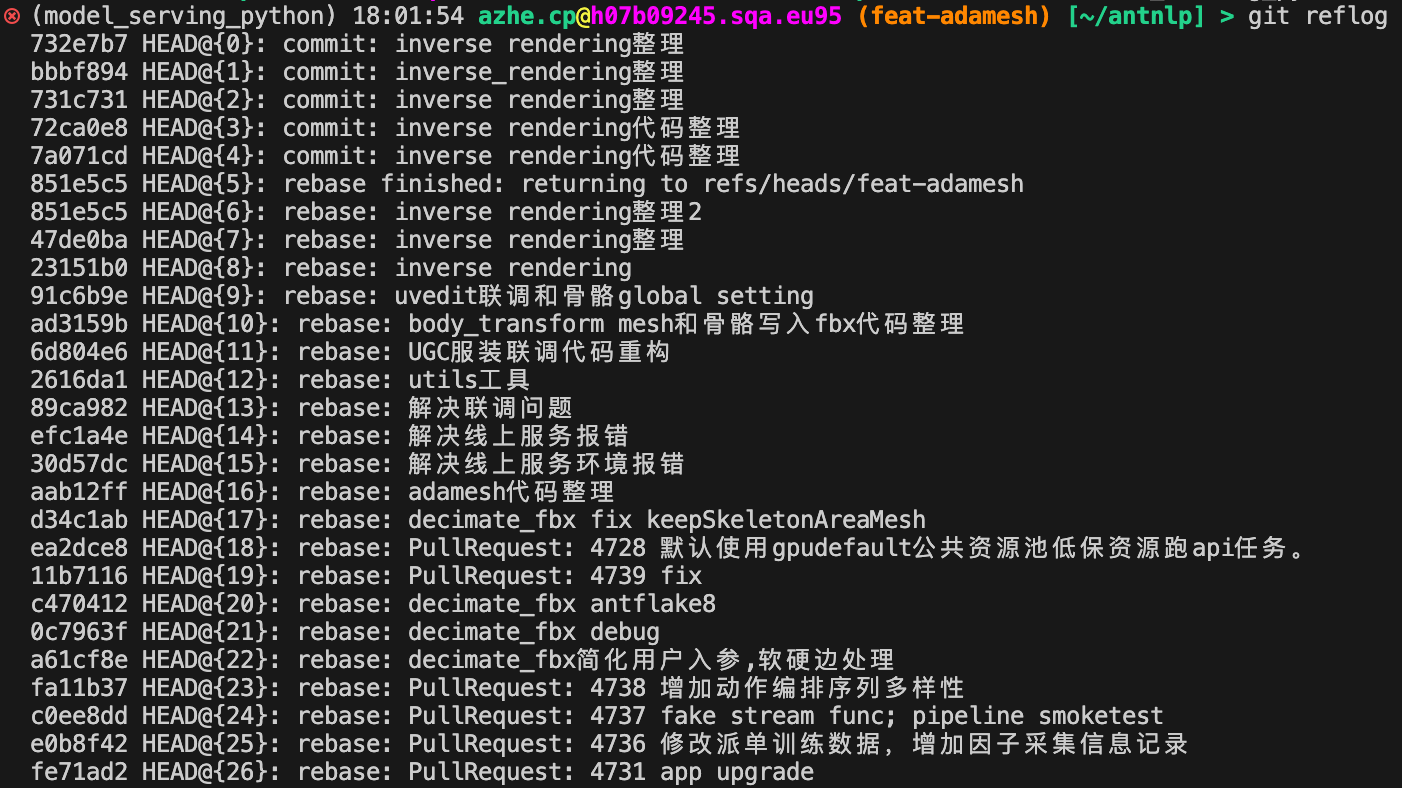 (model_serving_python) 18:01:54 azhe.cp@h07b09245.sqa.eu95 (feat-adamesh) [~/antnlp] > git reflog
732e7b7 HEAD@{0}: commit: inverse rendering整理
bbbf894 HEAD@{1}: commit: inverse_rendering整理
731c731 HEAD@{2}: commit: inverse rendering整理
72ca0e8 HEAD@{3}: commit: inverse rendering代码整理
7a071cd HEAD@{4}: commit: inverse rendering代码整理
851e5c5 HEAD@{5}: rebase finished: returning to refs/heads/feat-adamesh
851e5c5 HEAD@{6}: rebase: inverse rendering整理2
47de0ba HEAD@{7}: rebase: inverse rendering整理
23151b0 HEAD@{8}: rebase: inverse rendering
91c6b9e HEAD@{9}: rebase: uvedit联调和骨骼global setting
ad3159b HEAD@{10}: rebase: body_transform mesh和骨骼写入fbx代码整理
6d804e6 HEAD@{11}: rebase: UGC服装联调代码重构
2616da1 HEAD@{12}: rebase: utils工具
89ca982 HEAD@{13}: rebase: 解决联调问题
efc1a4e HEAD@{14}: rebase: 解决线上服务报错
30d57dc HEAD@{15}: rebase: 解决线上服务环境报错
aab12ff HEAD@{16}: rebase: adamesh代码整理
d34c1ab HEAD@{17}: rebase: decimate_fbx fix keepSkeletonAreaMesh
ea2dce8 HEAD@{18}: rebase: PullRequest: 4728 默认使用gpudefault公共资源池低保资源跑api任务。
11b7116 HEAD@{19}: rebase: PullRequest: 4739 fix
c470412 HEAD@{20}: rebase: decimate_fbx antflake8
0c7963f HEAD@{21}: rebase: decimate_fbx debug
a61cf8e HEAD@{22}: rebase: decimate_fbx简化用户入参,软硬边处理
fa11b37 HEAD@{23}: rebase: PullRequest: 4738 增加动作编排序列多样性
c0ee8dd HEAD@{24}: rebase: PullRequest: 4737 fake stream func; pipeline smoketest
e0b8f42 HEAD@{25}: rebase: PullRequest: 4736 修改派单训练数据，增加因子采集信息记录
fe71ad2 HEAD@{26}: rebase: PullRequest: 4731 app upgrade